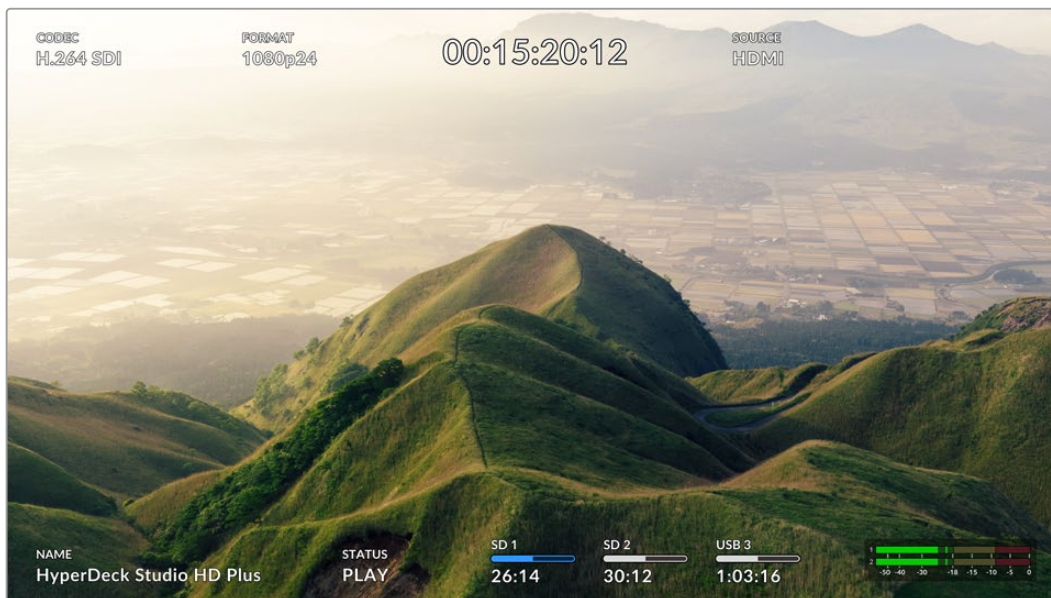 CODEC
H.264 SDI
FORMAT
1080p24
00:15:20:12
SOURCE
HDMI
NAME
HyperDeck Studio HD Plus
STATUS
PLAY
SD 1
26:14
SD 2
30:12
USB 3
1:03:16
1
2
-50 -40 -30 -18 -15 -10 -5 0